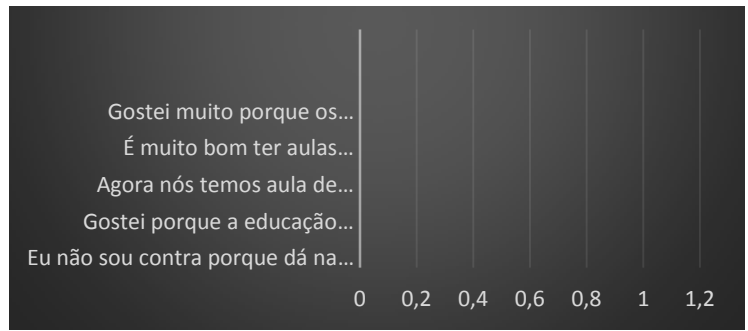 Gostei muito porque os...
É muito bom ter aulas...
Agora nós temos aula de...
Gostei porque a educação...
Eu não sou contra porque dá na...
0 0,2 0,4 0,6 0,8 1 1,2